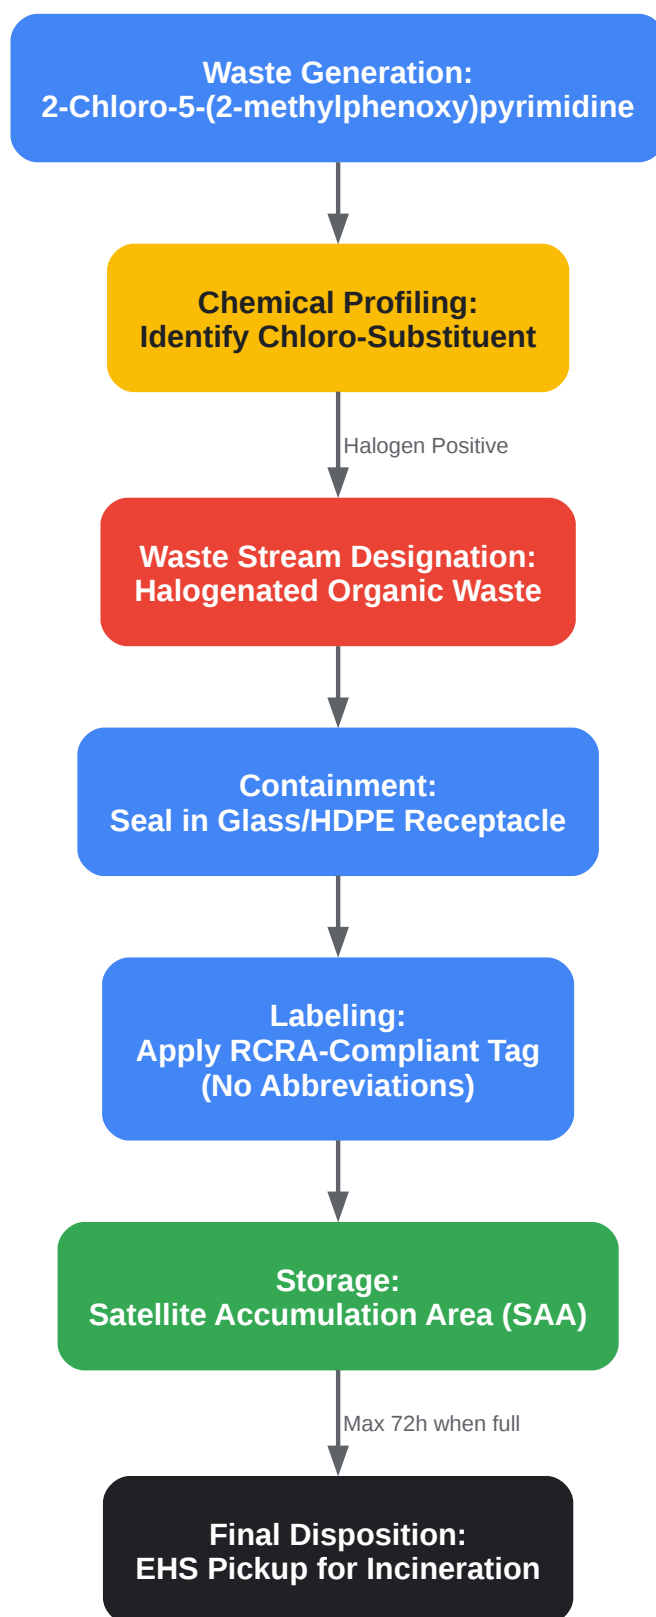 Waste Generation:
2-Chloro-5-(2-methylphenoxy)pyrimidine
Chemical Profiling:
Identify Chloro-Substituent
Halogen Positive
Waste Stream Designation:
Halogenated Organic Waste
Containment:
Seal in Glass/HDPE Receptacle
Labeling:
Apply RCRA-Compliant Tag
(No Abbreviations)
Storage:
Satellite Accumulation Area (SAA)
Max 72h when full
Final Disposition:
EHS Pickup for Incineration